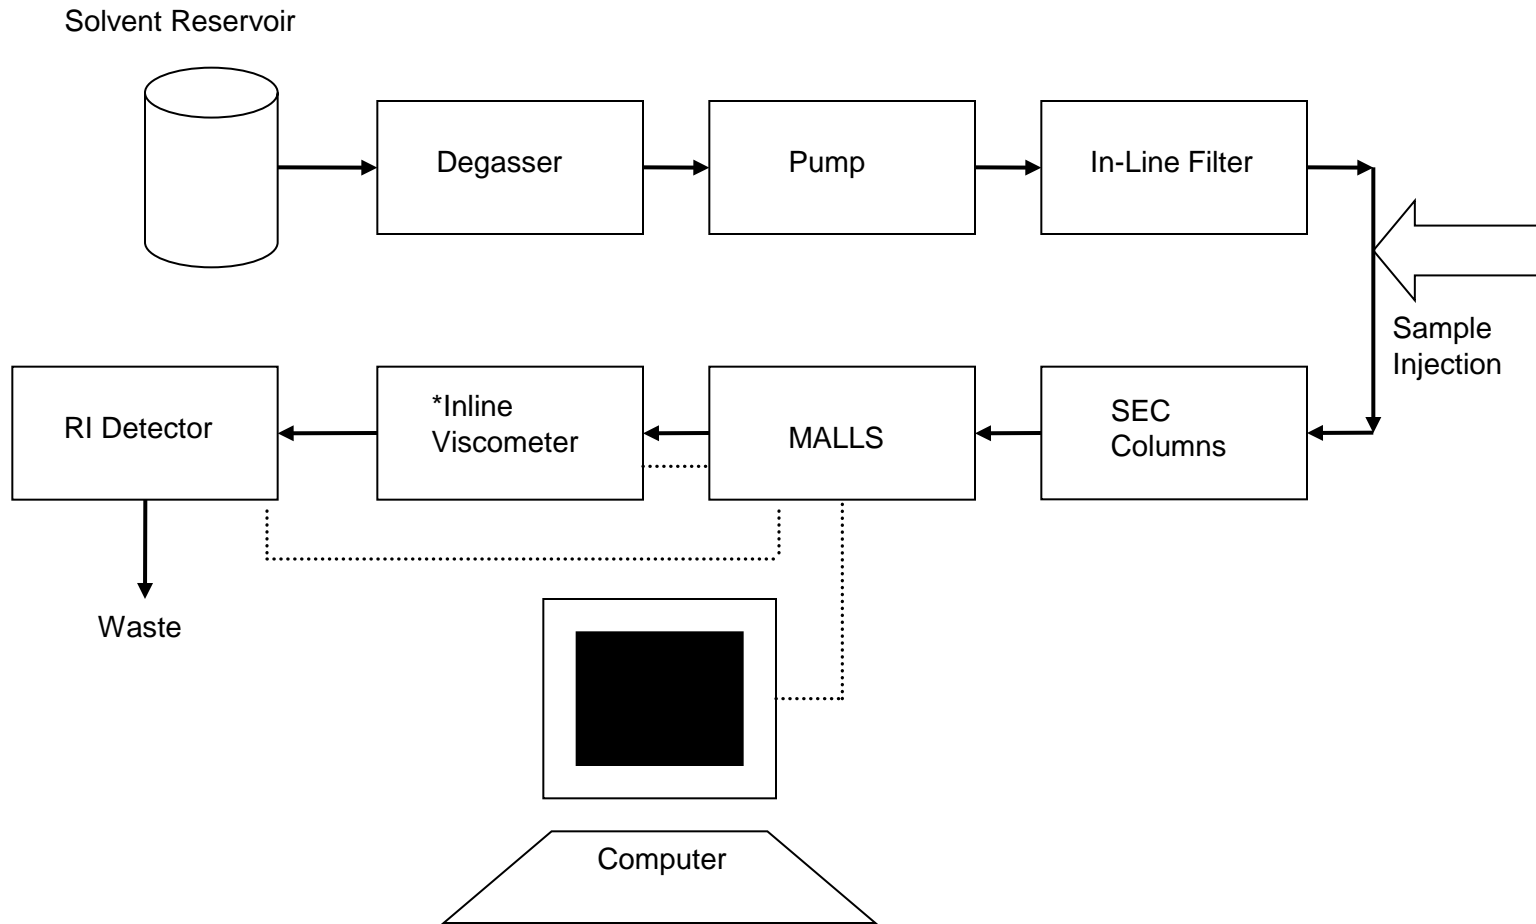 Solvent Reservoir
Degasser
Pump
In-Line Filter
Sample
Injection
RI Detector
*Inline
Viscometer
MALLS
SEC
Columns
Waste
Computer